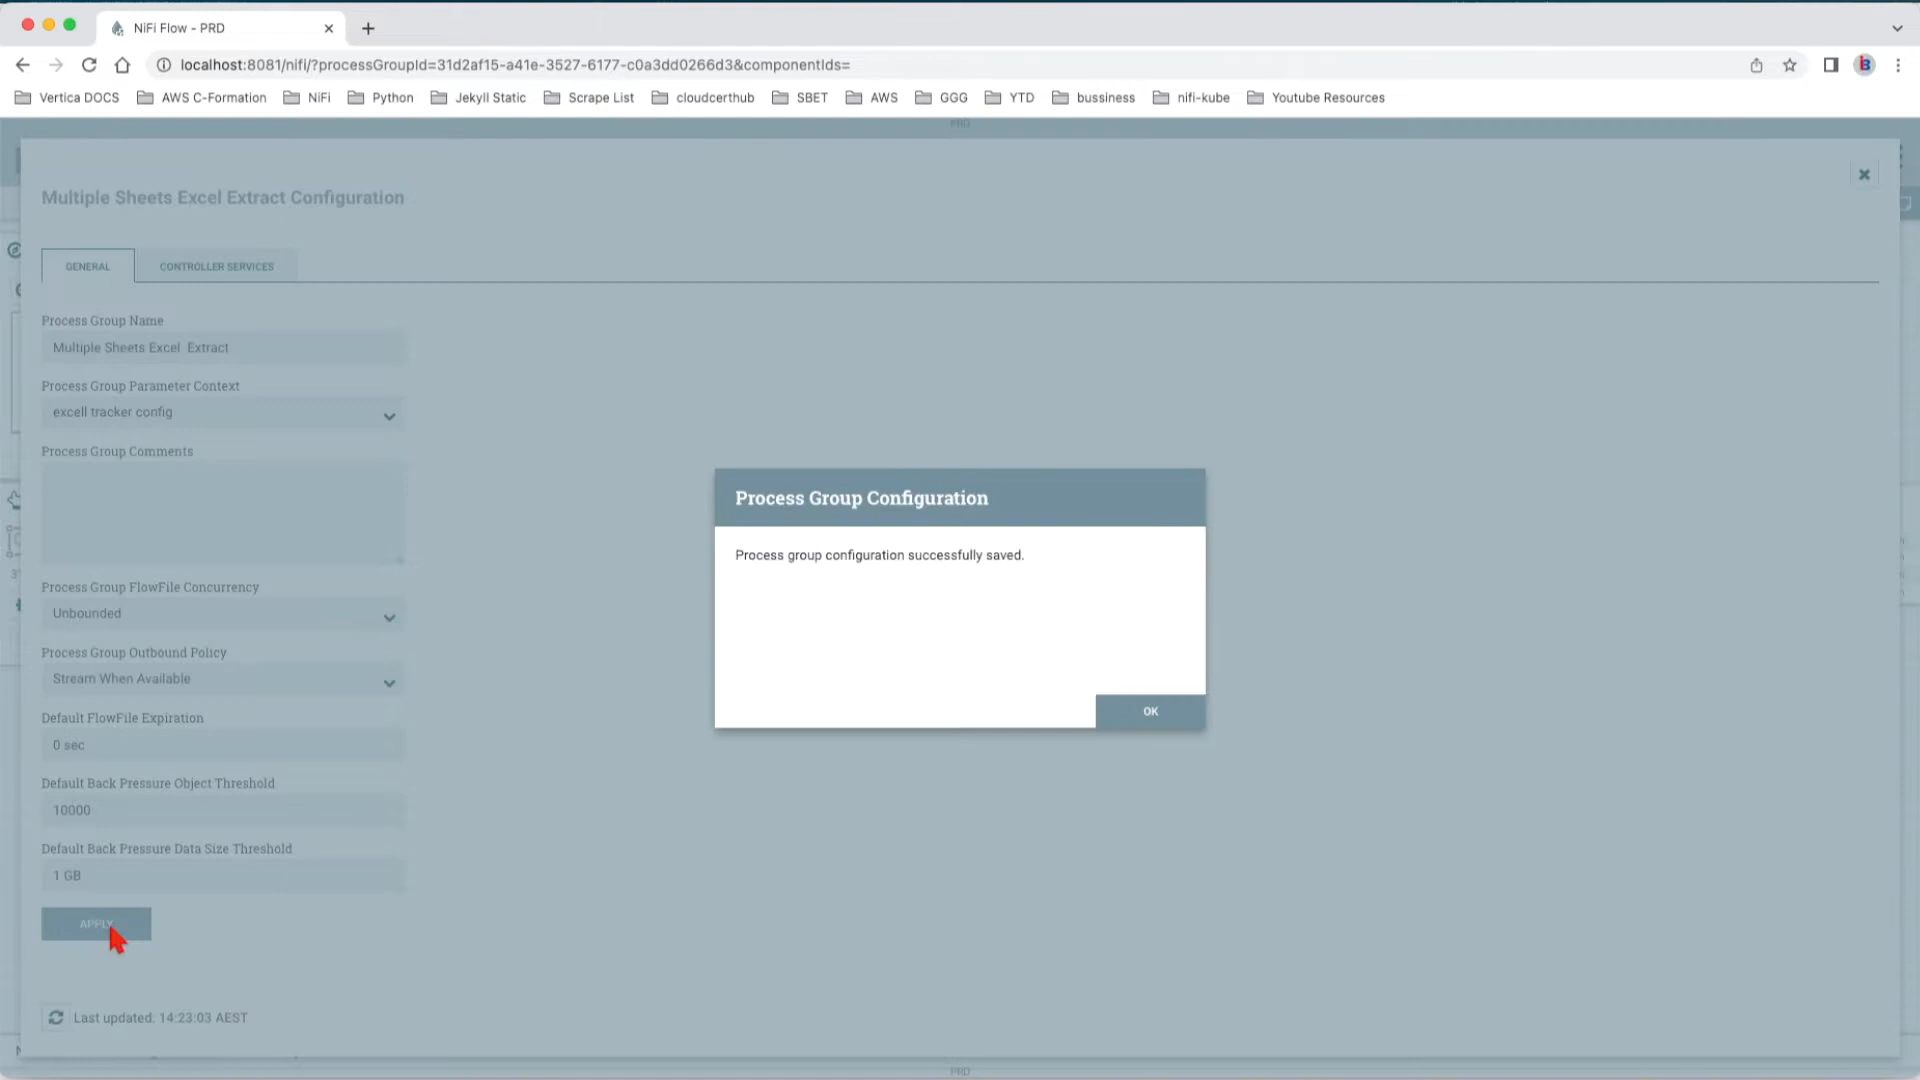 NiFi Flow - PRD
localhost:8081/nifi/?processGroupId=31d2af15-a41e-3527-6177-c0a3dd0266d3&componentIds=
Vertica DOCS AWS C-Formation NiFi Python Jekyll Static Scrape List cloudcerthub SBET AWS GGG YTD bussiness nifi-kube Youtube Resources
PRD
Multiple Sheets Excel Extract Configuration
GENERAL CONTROLLER SERVICES
Process Group Name
Multiple Sheets Excel Extract
Process Group Parameter Context
excell tracker config
Process Group Comments
Process Group Configuration
Process group configuration successfully saved.
OK
Process Group FlowFile Concurrency
Unbounded
Process Group Outbound Policy
Stream When Available
Default FlowFile Expiration
0 sec
Default Back Pressure Object Threshold
10000
Default Back Pressure Data Size Threshold
1 GB
APPLY
Last updated: 14:23:03 AEST
PRD